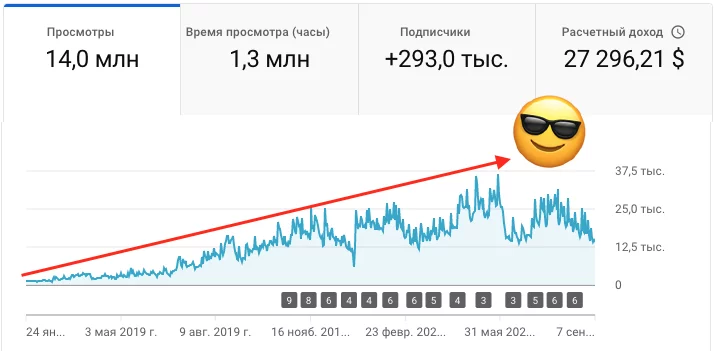 Просмотры
14,0 млн
Время просмотра (часы)
1,3 млн
Подписчики
+293,0 тыс.
Расчетный доход
27 296,21 $
37,5 тыс.
25,0 тыс.
12,5 тыс.
0
9 8 6 4 4 6 6 5 4 3 3 5 6 6
24 ян... 3 мая 2019 г. 9 авг. 2019 г. 16 нояб. 201... 23 февр. 202... 31 мая 202... 7 сен...